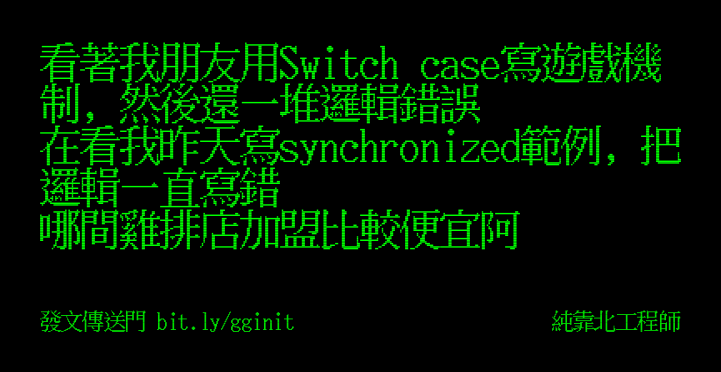 看著我朋友用Switch case寫遊戲機
制, 然後還一堆邏輯錯誤
在看我昨天寫synchronized範例, 把
邏輯一直寫錯
哪間雞排店加盟比較便宜阿
發文傳送門 bit.ly/gginit
純靠北工程師